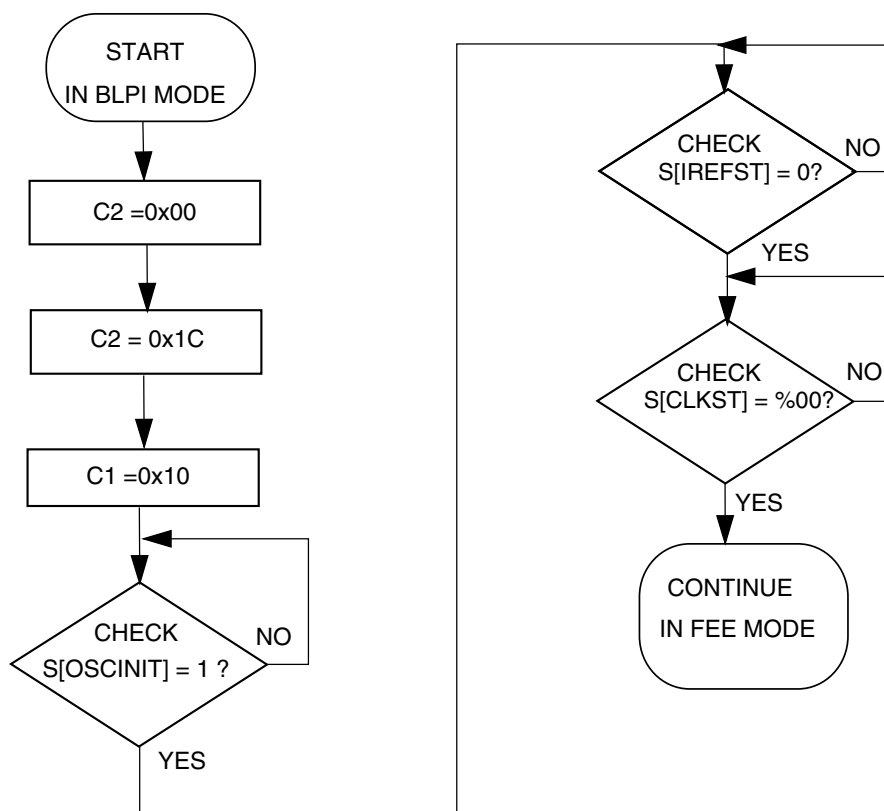 START
IN BLPI MODE
C2 =0x00
C2 = 0x1C
C1 =0x10
CHECK
S[OSCINIT] = 1 ?
NO
YES
CHECK
S[IREFST] = 0?
NO
YES
CHECK
S[CLKST] = %00?
NO
YES
CONTINUE
IN FEE MODE